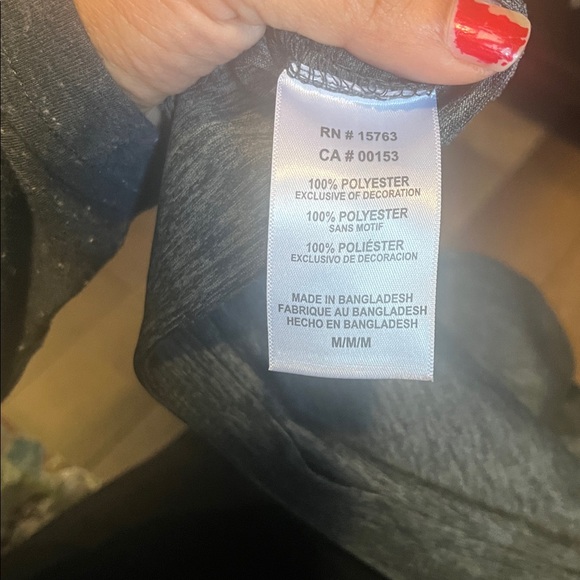 RN # 15763
CA # 00153
100% POLYESTER
EXCLUSIVE OF DECORATION
100% POLYESTER
SANS MOTIF
100% POLIÉSTER
EXCLUSIVO DE DECORACION
MADE IN BANGLADESH
FABRIQUE AU BANGLADESH
HECHO EN BANGLADESH
M/M/M